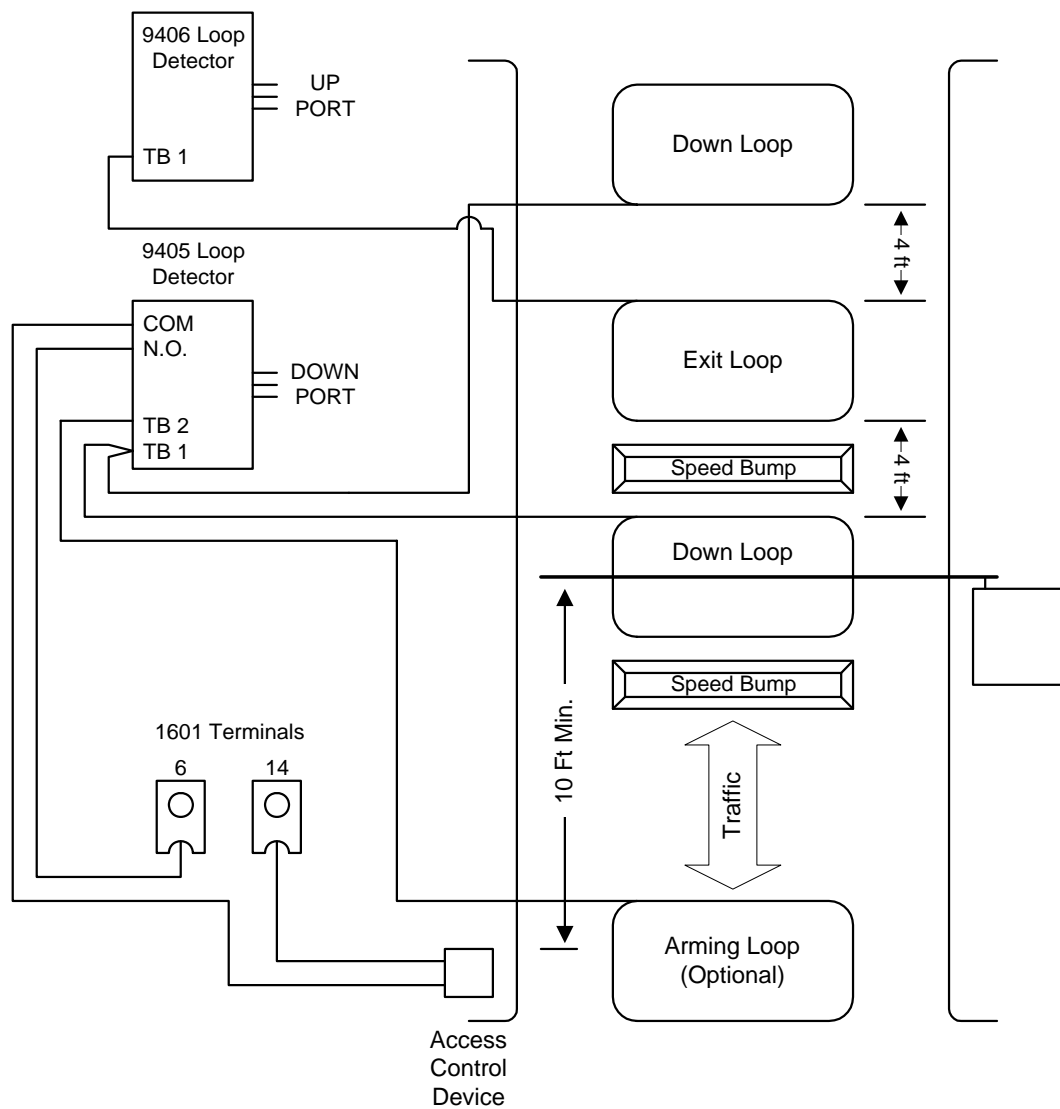 9406 Loop
Detector
UP
PORT
TB 1
Down Loop
4 ft
9405 Loop
Detector
COM
N.O.
DOWN
PORT
TB 2
TB 1
Exit Loop
4 ft
Speed Bump
Down Loop
Speed Bump
10 Ft Min.
Traffic
1601 Terminals
6 14
Arming Loop
(Optional)
Access
Control
Device